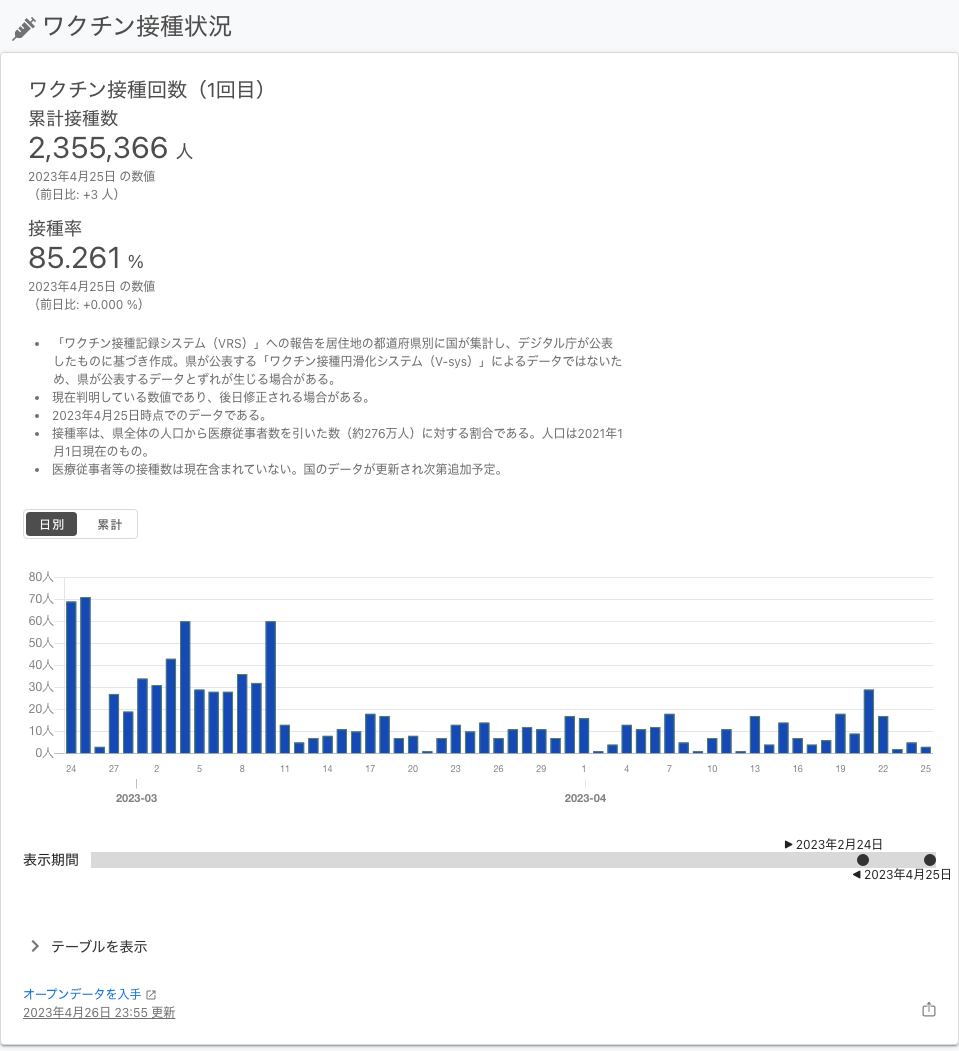 ワクチン接種状況
ワクチン接種回数（1回目）
累計接種数
2,355,366 人
2023年4月25日 の数値
（前日比: +3 人）
接種率
85.261 %
2023年4月25日 の数値
（前日比: +0.000 %）
「ワクチン接種記録システム（VRS）」への報告を居住地の都道府県別に国が集計し、デジタル庁が公表
したものに基づき作成。県が公表する「ワクチン接種円滑化システム（V-sys）」によるデータではないた
め、県が公表するデータとずれが生じる場合がある。
現在判明している数値であり、後日修正される場合がある。
2023年4月25日時点でのデータである。
接種率は、県全体の人口から医療従事者数を引いた数（約276万人）に対する割合である。人口は2021年1
月1日現在のもの。
医療従事者等の接種数は現在含まれていない。国のデータが更新され次第追加予定。
日別 累計
80人
70人
60人
50人
40人
30人
20人
10人
0人
24 27 2 5 8 11 14 17 20 23 26 29 1 4 7 10 13 16 19 22 25
2023-03 2023-04
2023年2月24日
表示期間
2023年4月25日
テーブルを表示
オープンデータを入手
2023年4月26日 23:55 更新